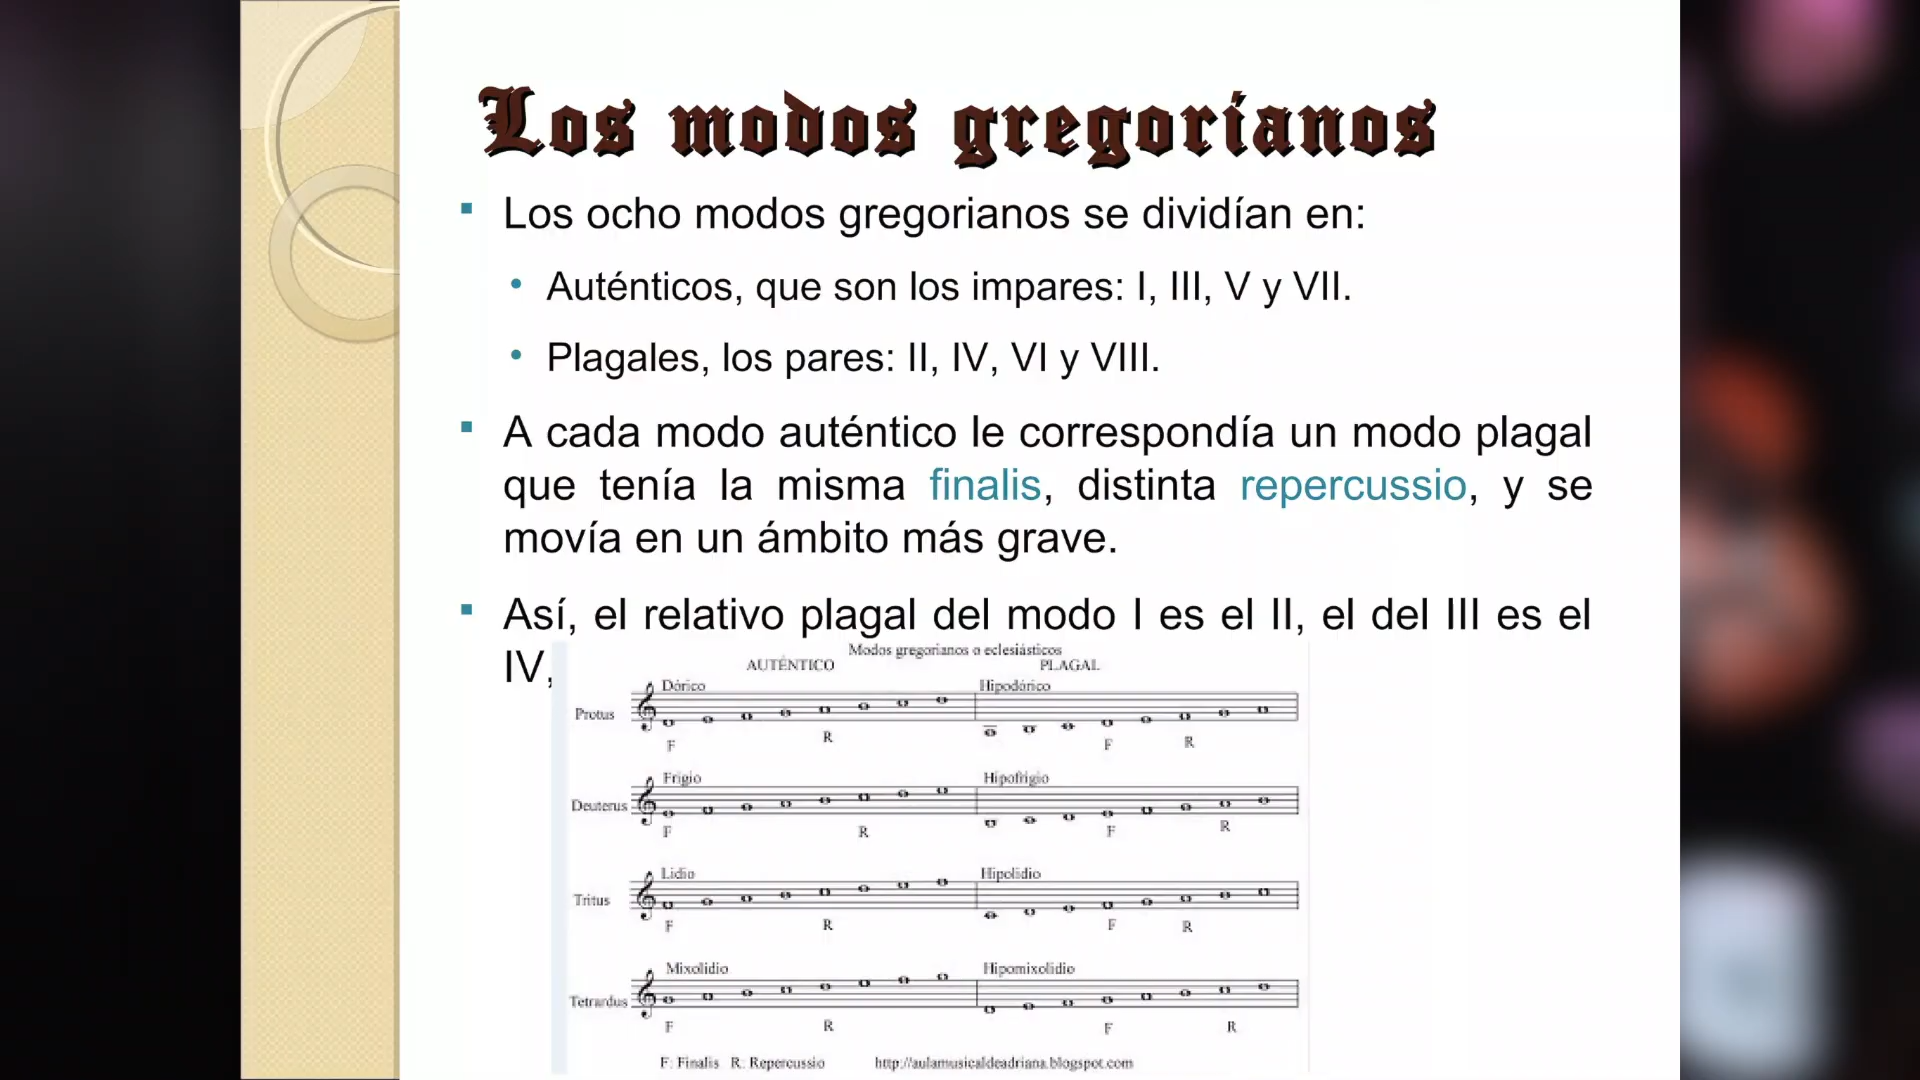 Los modos gregorianos
Los ocho modos gregorianos se dividían en:
Auténticos, que son los impares: I, III, V y VII.
Plagales, los pares: II, IV, VI y VIII.
A cada modo auténtico le correspondía un modo plagal
que tenía la misma finalis, distinta repercussio, y se
movía en un ámbito más grave.
Así, el relativo plagal del modo I es el II, el del III es el
IV,
Modos gregorianos o eclesiásticos
AUTÉNTICO PLAGAL
Dórico Hipodórico
Protus
F R F R
Frigio Hipofrigio
Deuterus
F R F R
Lidio Hipolidio
Tritus
F R F R
Mixolidio Hipomixolidio
Tetrardus
F R F R
F: Finalis R: Repercussio http://aulamusicaldeadriana.blogspot.com